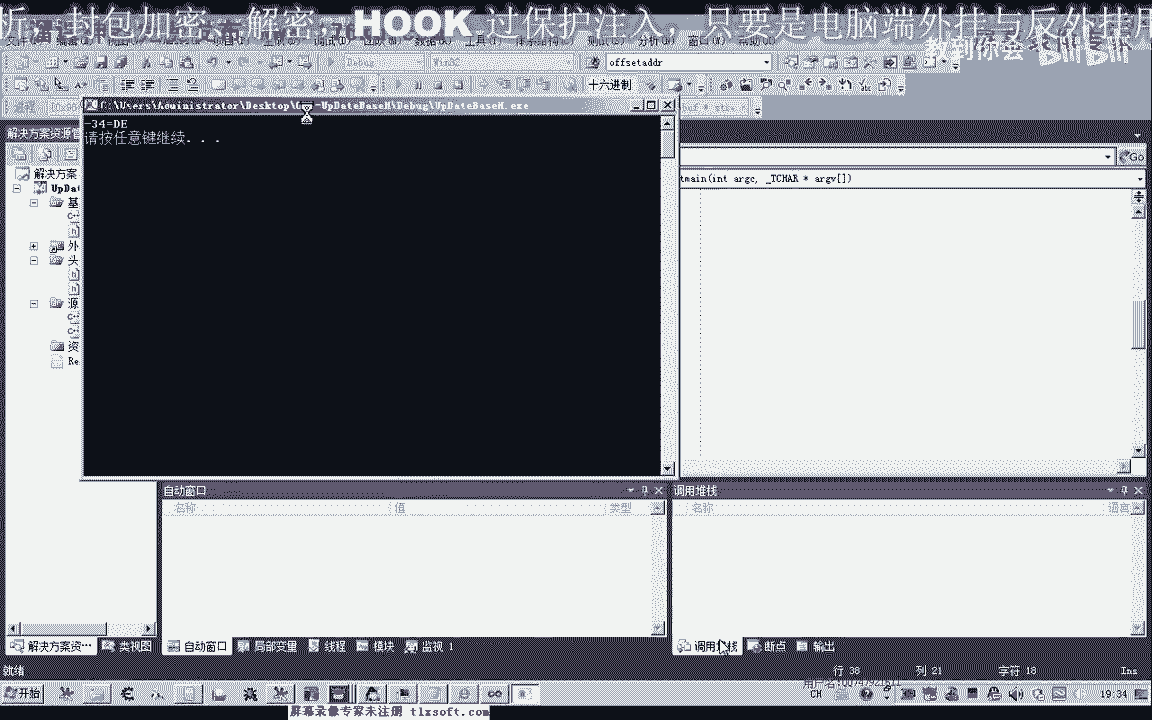 析，封包加密、解密，HOOK 过保护注入，只要是电脑端外挂与反外挂用
教到你会
bilibili
Debug
Win32
offsetaddr
十六进制
C:\Users\Administrator\Desktop\
-UpDateBaseM\Debug\UpDateBaseM.exe
-34=DE
请按任意键继续. . .
解决方案资源管
Go
tmain(int argc, _TCHAR * argv[])
解决方案
UpDat
基
外
头
源
资
Re
自动窗口
名称
值
类型
调用堆栈
名称
语言
解决方案资…
类视图
自动窗口
局部变量
线程
模块
监视 1
调用堆栈
断点
输出
就绪
行 38
列 21
字符 18
Ins
开始
CH
19:34
屏幕录像专家未注册 tlxsoft.com